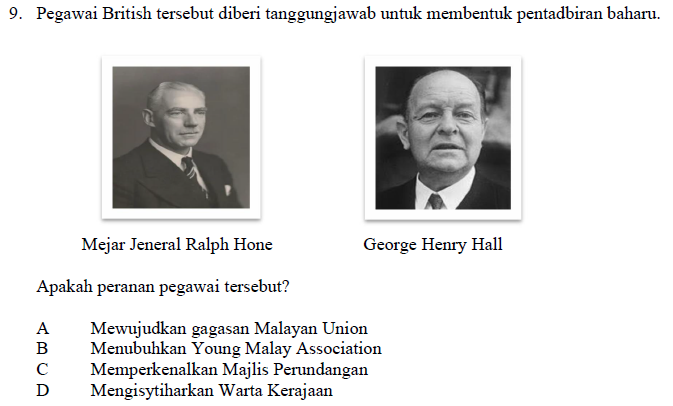 9. Pegawai British tersebut diberi tanggungjawab untuk membentuk pentadbiran baharu.
Mejar Jeneral Ralph Hone George Henry Hall
Apakah peranan pegawai tersebut?
A Mewujudkan gagasan Malayan Union
B Menubuhkan Young Malay Association
C Memperkenalkan Majlis Perundangan
D Mengisytiharkan Warta Kerajaan